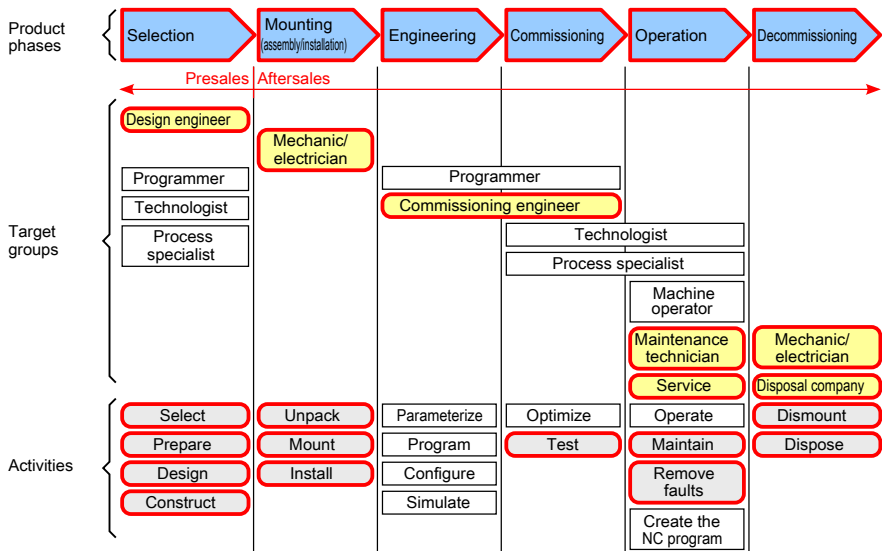 Product
phases
Selection
Mounting
(assembly/installation)
Engineering
Commissioning
Operation
Decommissioning
Presales
Aftersales
Target
groups
Design engineer
Mechanic/
electrician
Programmer
Programmer
Technologist
Commissioning engineer
Process
specialist
Technologist
Process specialist
Machine
operator
Maintenance
technician
Mechanic/
electrician
Service
Disposal company
Activities
Select
Unpack
Parameterize
Optimize
Operate
Dismount
Prepare
Mount
Program
Test
Maintain
Dispose
Design
Install
Configure
Remove
faults
Construct
Simulate
Create the
NC program